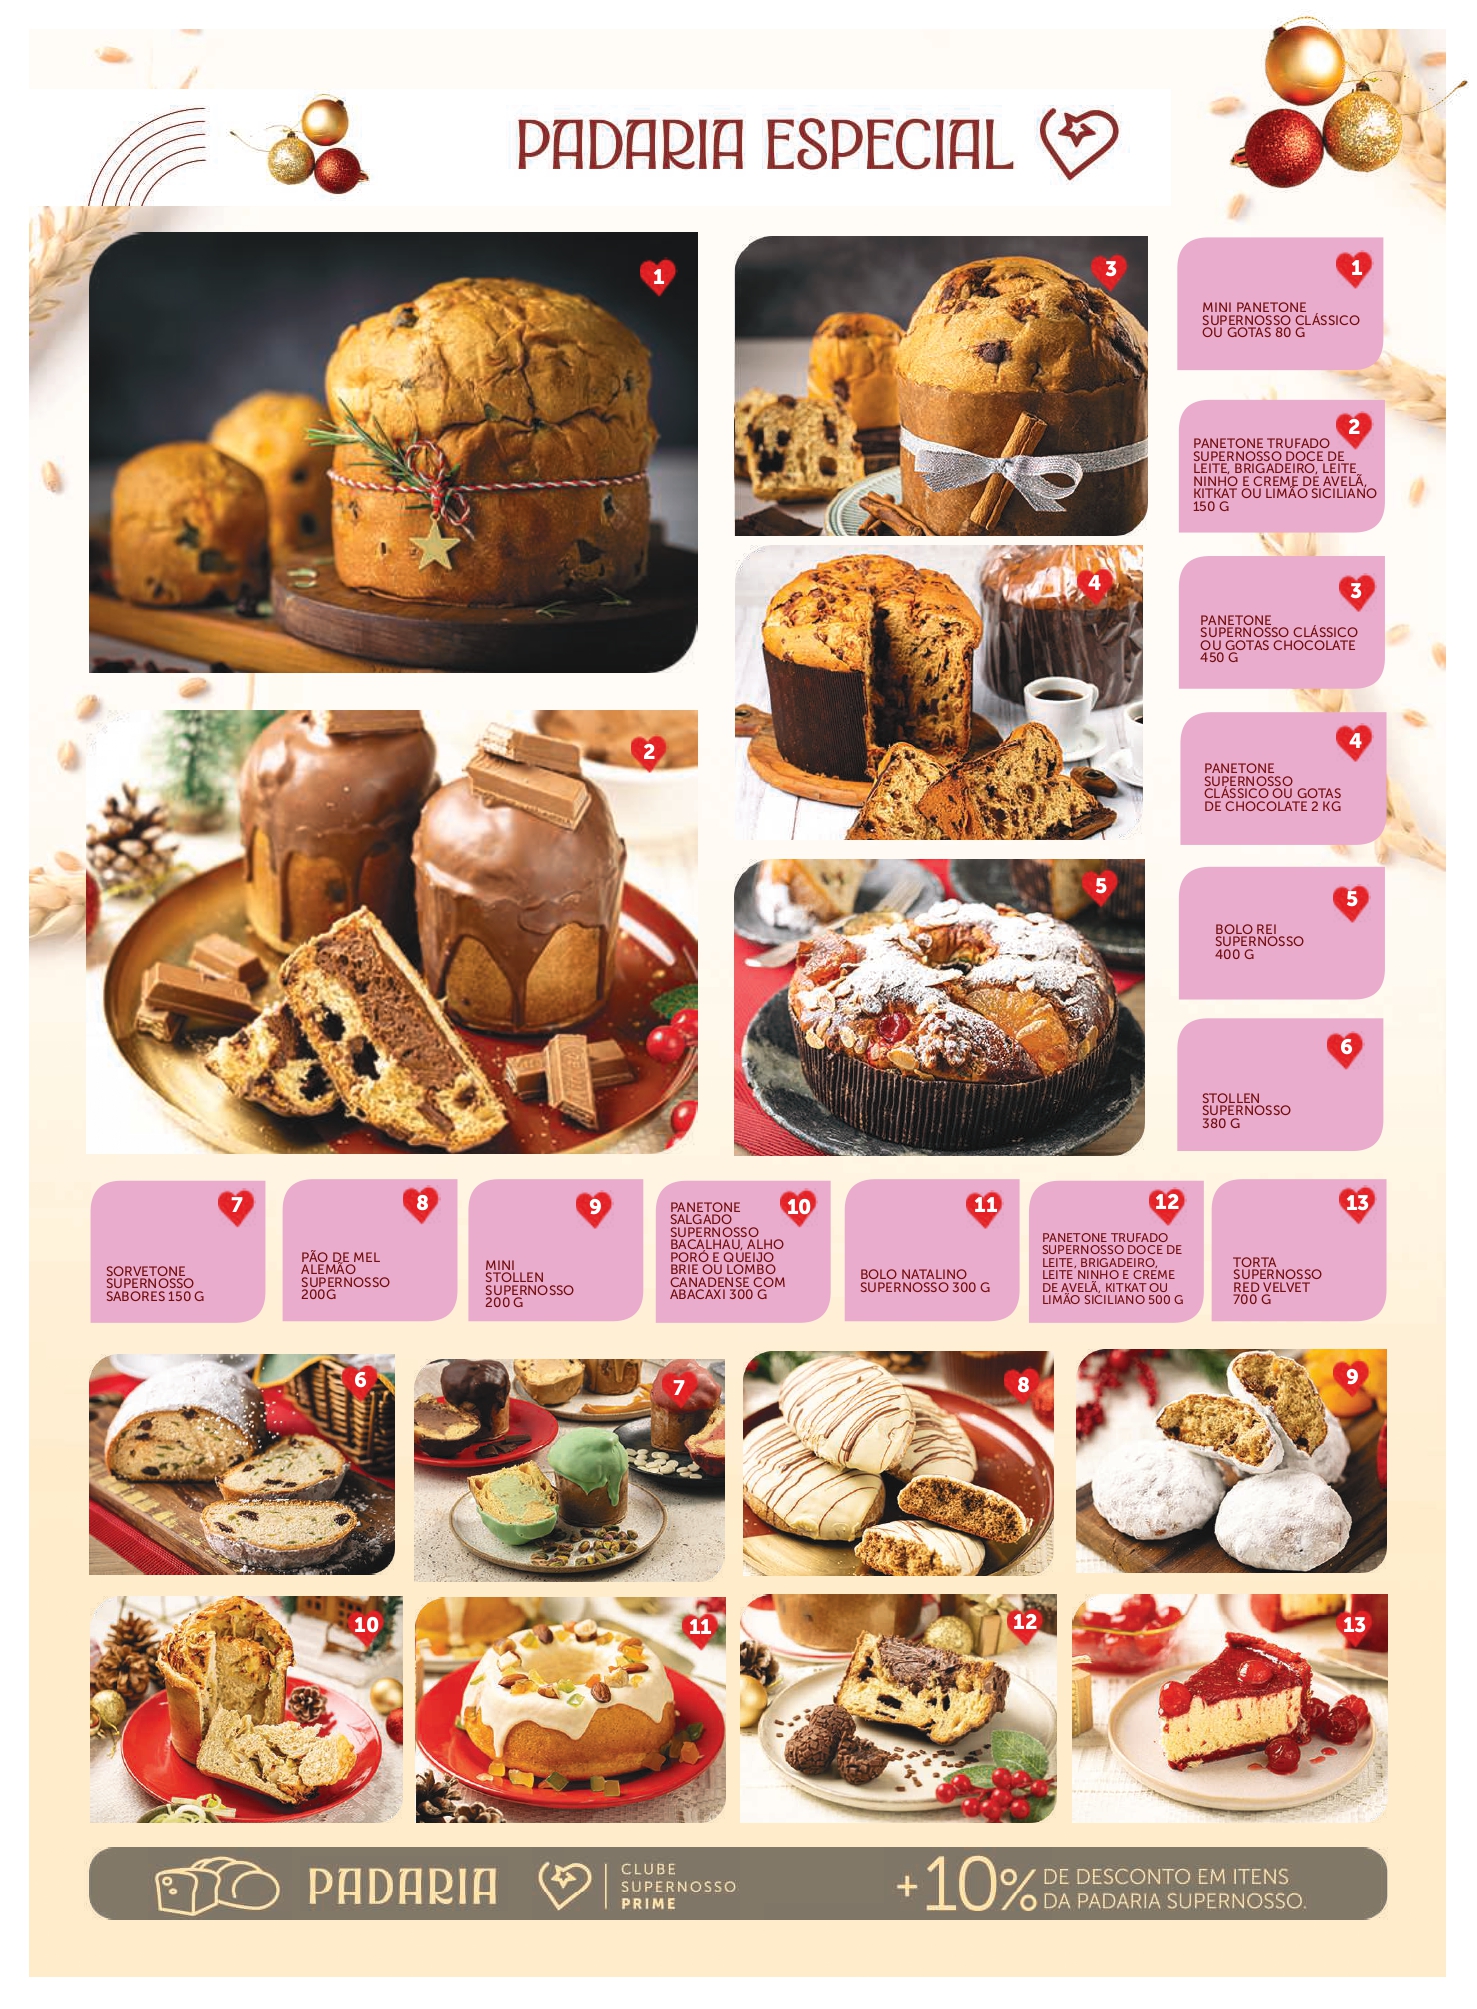 PADARIA ESPECIAL
1
3
1
MINI PANETONE
SUPERNOSSO CLÁSSICO
OU GOTAS 80 G
2
PANETONE TRUFADO
SUPERNOSSO DOCE DE
LEITE, BRIGADEIRO, LEITE
NINHO E CREME DE AVELÃ,
KITKAT OU LIMÃO SICILIANO
150 G
4
3
PANETONE
SUPERNOSSO CLÁSSICO
OU GOTAS CHOCOLATE
450 G
2
4
PANETONE
SUPERNOSSO
CLÁSSICO OU GOTAS
DE CHOCOLATE 2 KG
5
5
BOLO REI
SUPERNOSSO
400 G
6
STOLLEN
SUPERNOSSO
380 G
7
SORVETONE
SUPERNOSSO
SABORES 150 G
8
PÃO DE MEL
ALEMÃO
SUPERNOSSO
200G
9
MINI
STOLLEN
SUPERNOSSO
200 G
10
PANETONE
SALGADO
SUPERNOSSO
BACALHAU, ALHO
PORÓ E QUEIJO
BRIE OU LOMBO
CANADENSE COM
ABACAXI 300 G
11
BOLO NATALINO
SUPERNOSSO 300 G
12
PANETONE TRUFADO
SUPERNOSSO DOCE DE
LEITE, BRIGADEIRO,
LEITE NINHO E CREME
DE AVELÃ, KITKAT OU
LIMÃO SICILIANO 500 G
13
TORTA
SUPERNOSSO
RED VELVET
700 G
6
7
8
9
10
11
12
13
PADARIA
CLUBE
SUPERNOSSO
PRIME
+10% DE DESCONTO EM ITENS
DA PADARIA SUPERNOSSO.